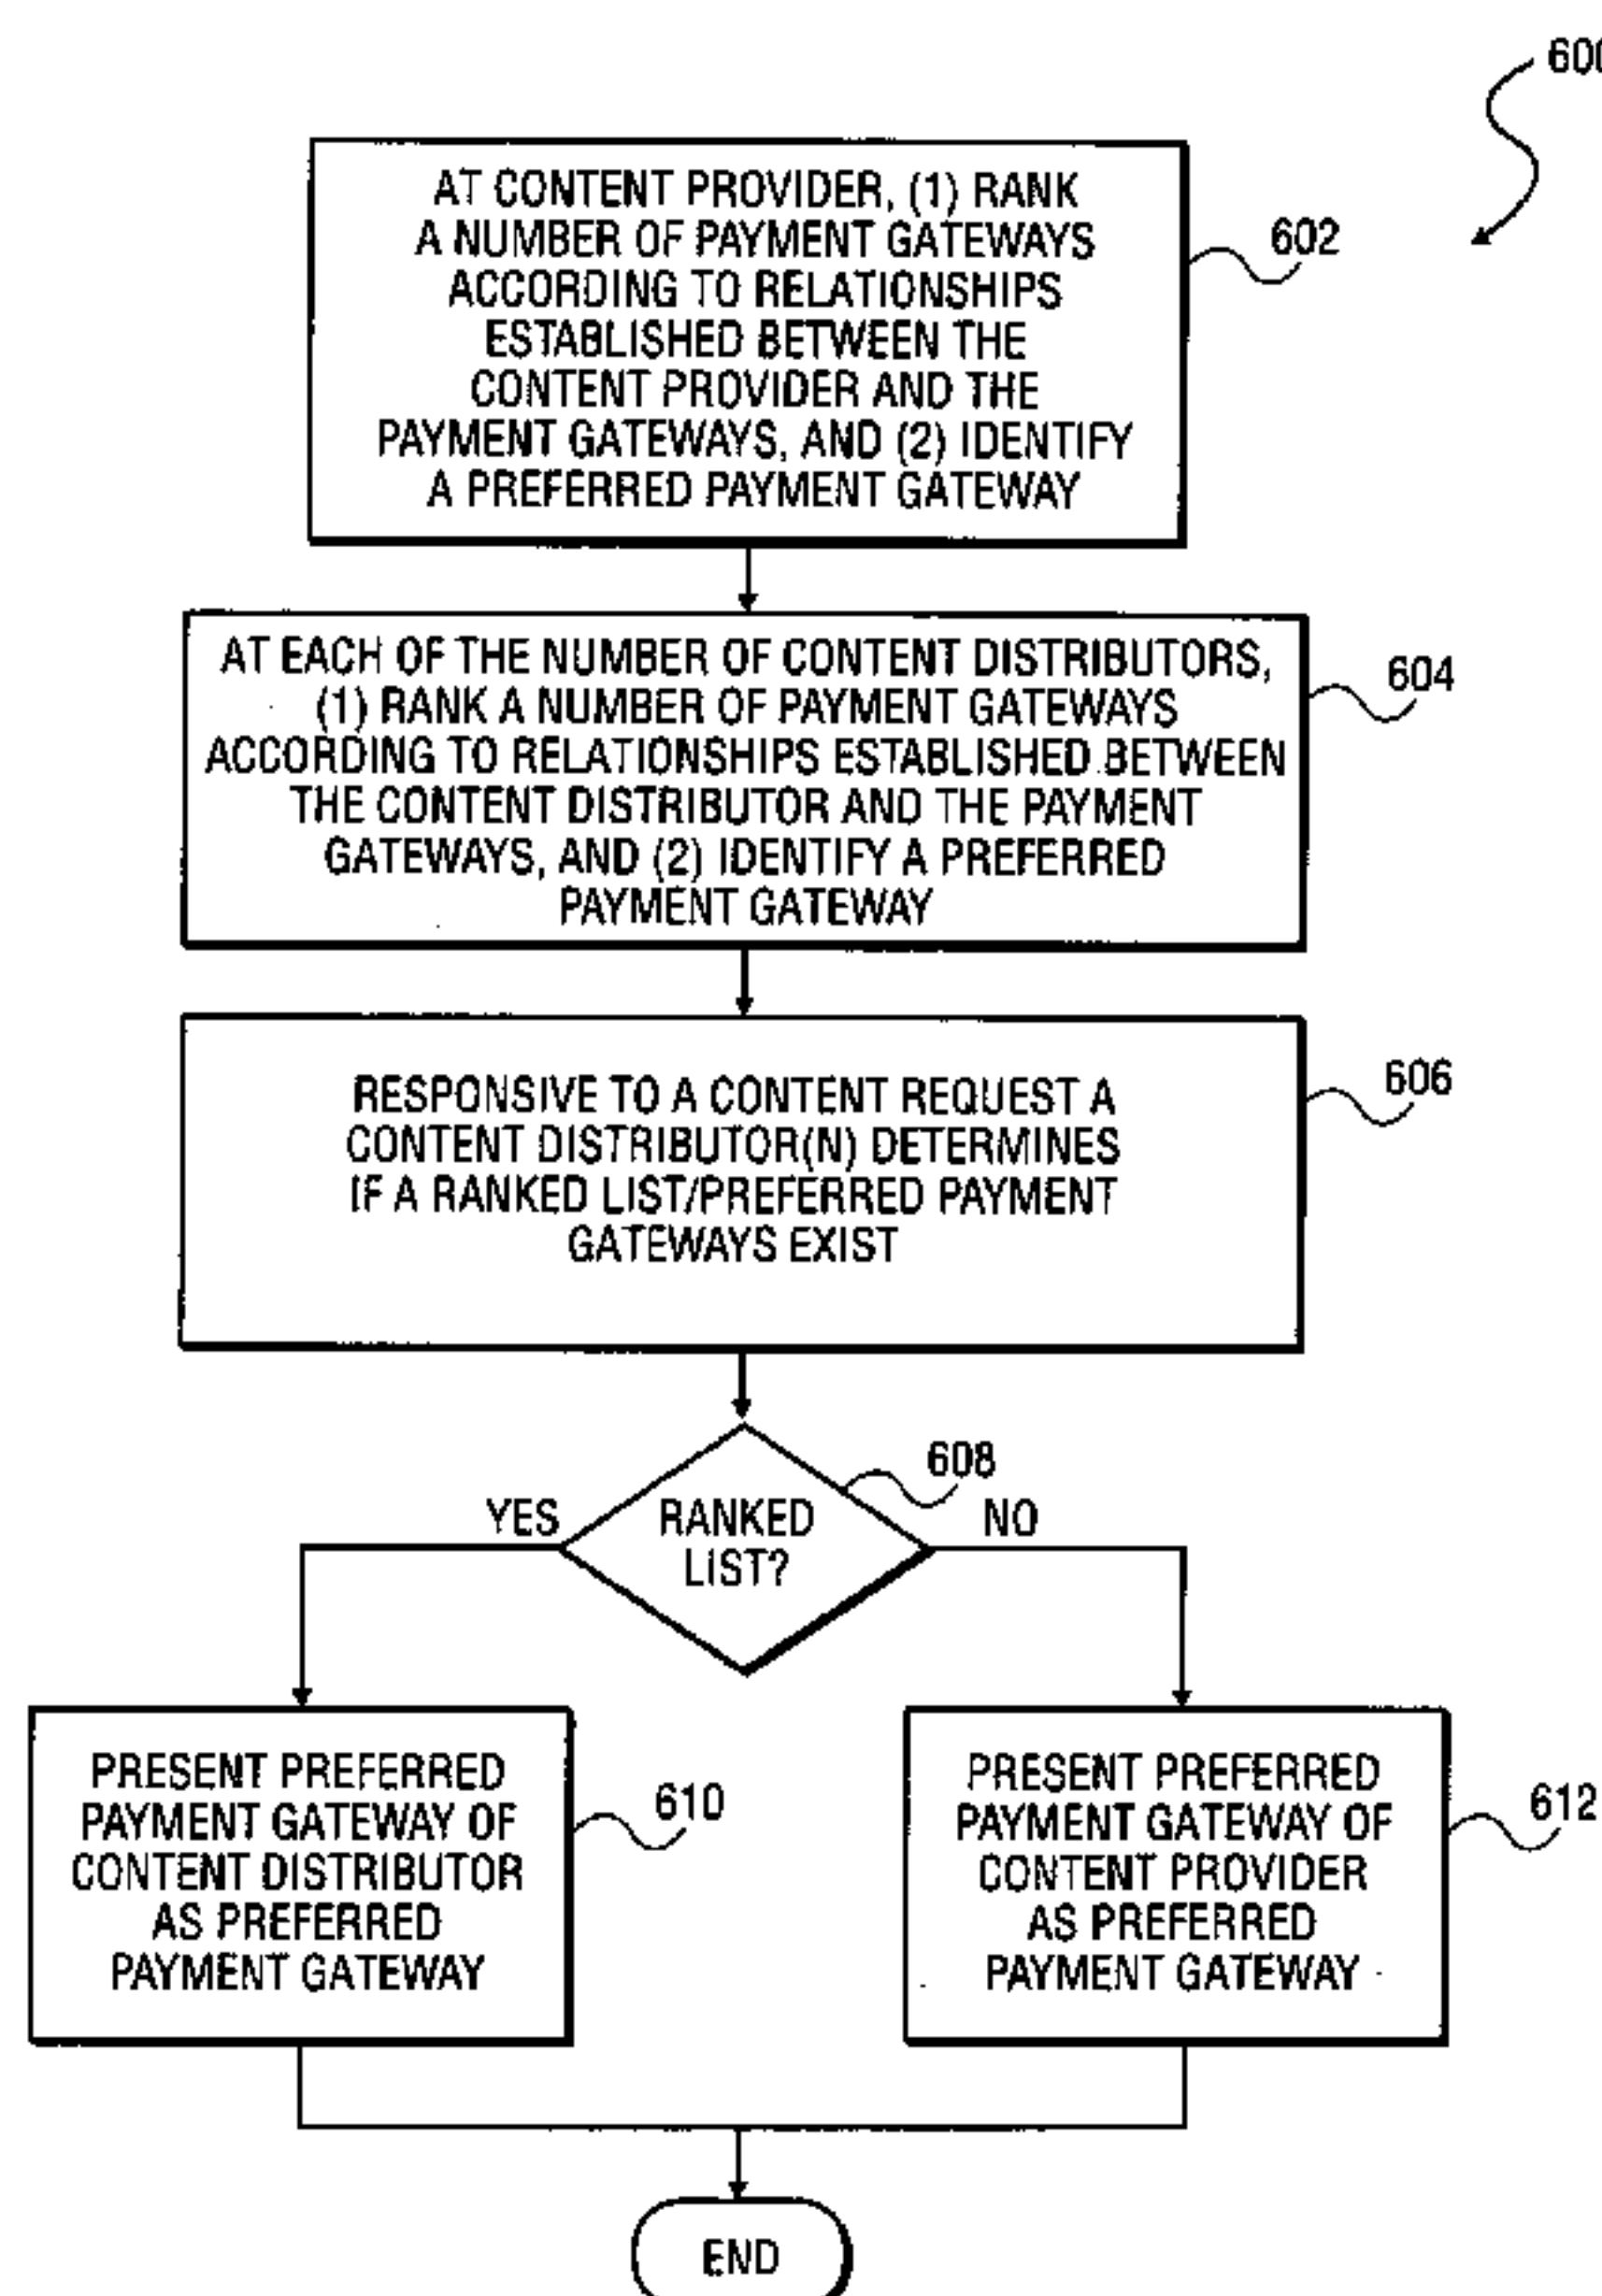 600
AT CONTENT PROVIDER, (1) RANK
A NUMBER OF PAYMENT GATEWAYS
ACCORDING TO RELATIONSHIPS
ESTABLISHED BETWEEN THE
CONTENT PROVIDER AND THE
PAYMENT GATEWAYS, AND (2) IDENTIFY
A PREFERRED PAYMENT GATEWAY
602
AT EACH OF THE NUMBER OF CONTENT DISTRIBUTORS,
(1) RANK A NUMBER OF PAYMENT GATEWAYS
ACCORDING TO RELATIONSHIPS ESTABLISHED BETWEEN
THE CONTENT DISTRIBUTOR AND THE PAYMENT
GATEWAYS, AND (2) IDENTIFY A PREFERRED
PAYMENT GATEWAY
604
RESPONSIVE TO A CONTENT REQUEST A
CONTENT DISTRIBUTOR(N) DETERMINES
IF A RANKED LIST/PREFERRED PAYMENT
GATEWAYS EXIST
606
608
YES
RANKED
LIST?
NO
PRESENT PREFERRED
PAYMENT GATEWAY OF
CONTENT DISTRIBUTOR
AS PREFERRED
PAYMENT GATEWAY
610
PRESENT PREFERRED
PAYMENT GATEWAY OF
CONTENT PROVIDER
AS PREFERRED
PAYMENT GATEWAY
612
END